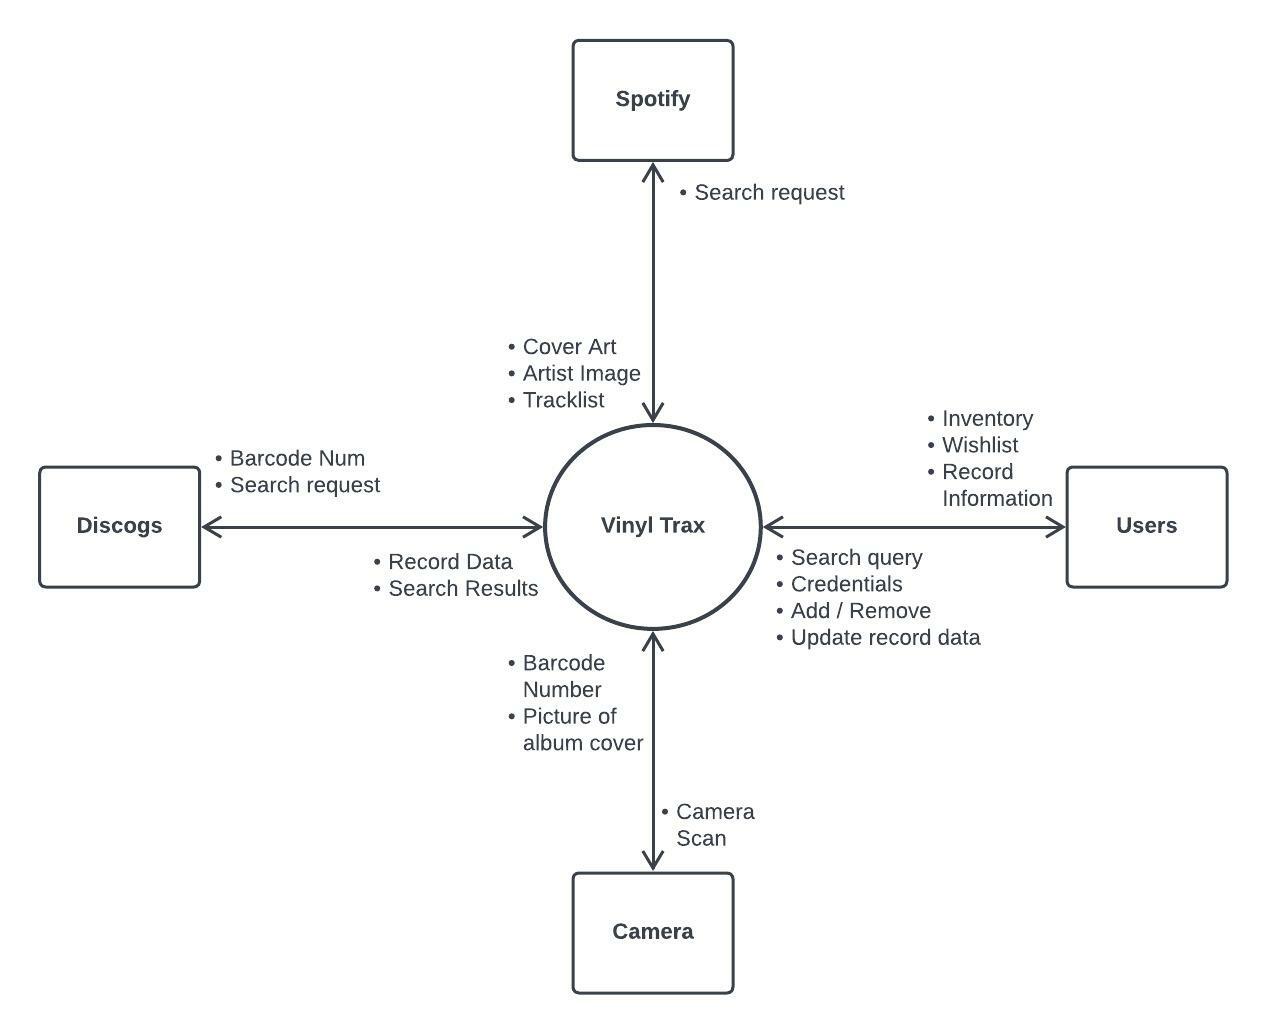 Spotify
• Search request
• Cover Art
• Artist Image
• Tracklist
• Inventory
• Wishlist
• Record
Information
• Barcode Num
• Search request
Discogs
Vinyl Trax
Users
• Record Data
• Search Results
• Search query
• Credentials
• Add / Remove
• Update record data
• Barcode
Number
• Picture of
album cover
• Camera
Scan
Camera